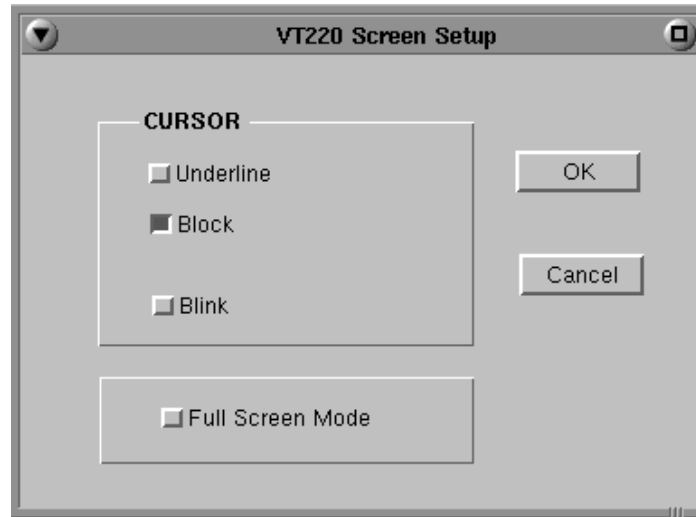 VT220 Screen Setup
CURSOR
Underline
OK
Block
Cancel
Blink
Full Screen Mode